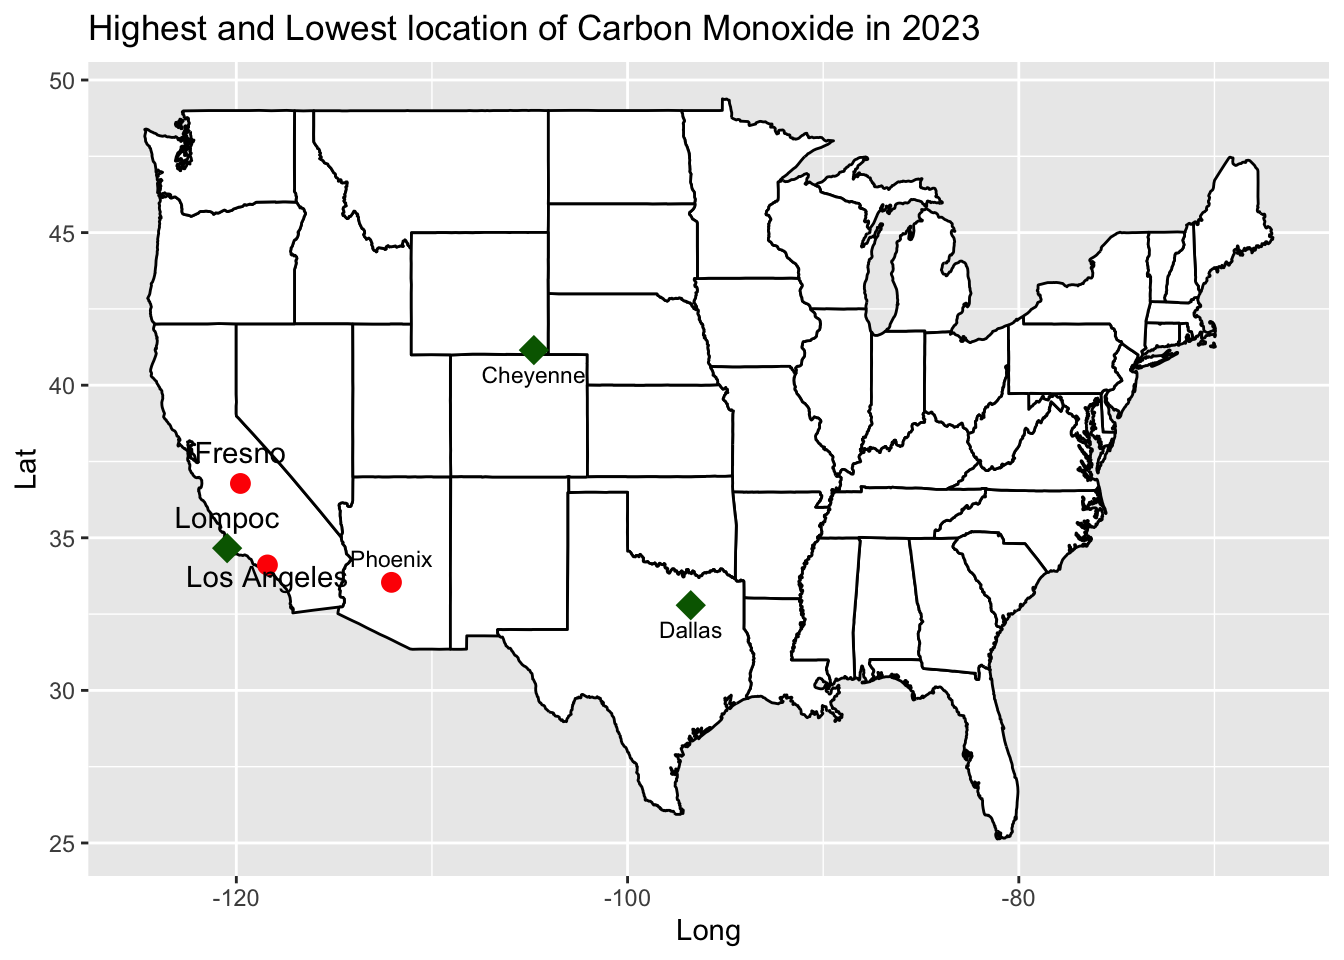 Highest and Lowest location of Carbon Monoxide in 2023
50
45
40
35
30
25
Lat
Cheyenne
Fresno
Lompoc
Phoenix
Los Angeles
Dallas
-120
-100
-80
Long